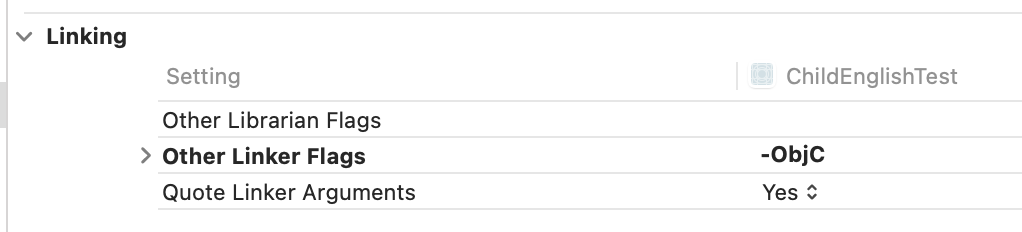 Linking
Setting ChildEnglishTest
Other Librarian Flags
Other Linker Flags -ObjC
Quote Linker Arguments Yes